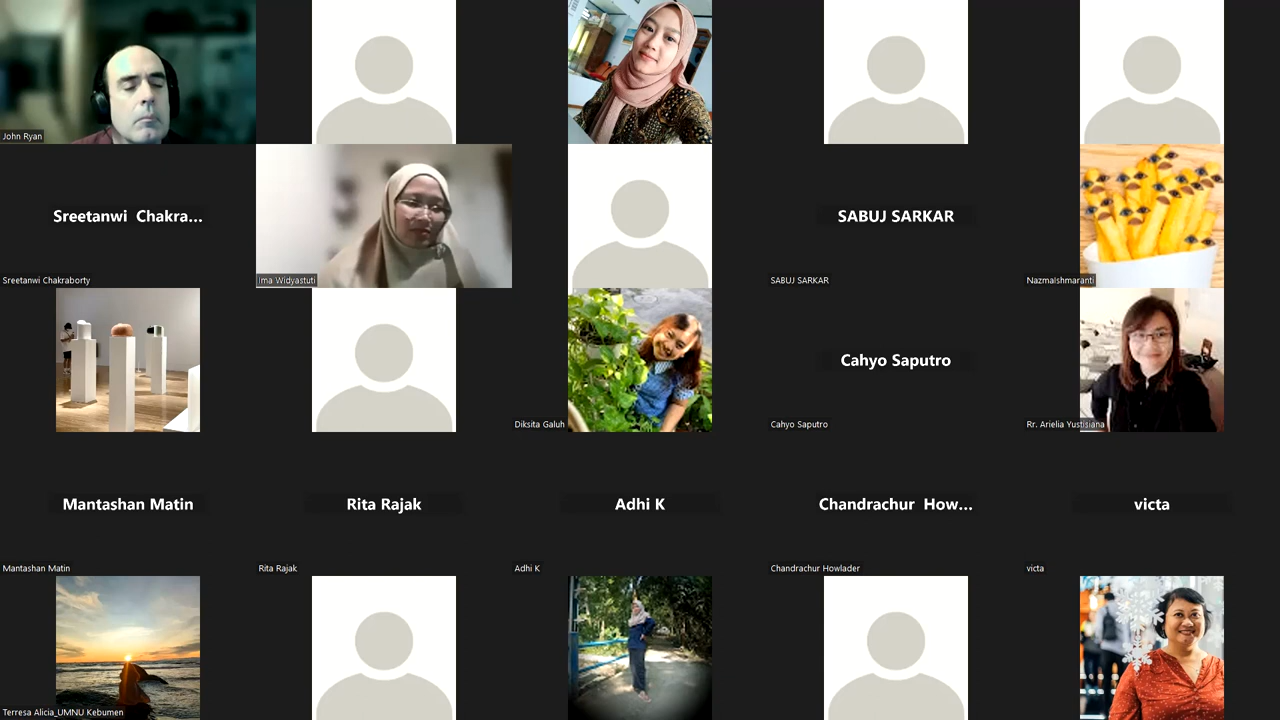 John Ryan
Sreetanwi Chakra...
SABUJ SARKAR
Sreetanwi Chakraborty
Ima Widyastuti
SABUJ SARKAR
NazmaIshmaranti
Cahyo Saputro
Diksita Galuh
Cahyo Saputro
Rr. Arielia Yustisiana
Mantashan Matin
Rita Rajak
Adhi K
Chandrachur How...
victa
Mantashan Matin
Rita Rajak
Adhi K
Chandrachur Howlader
victa
Terresa Alicia_UMNU Kebumen